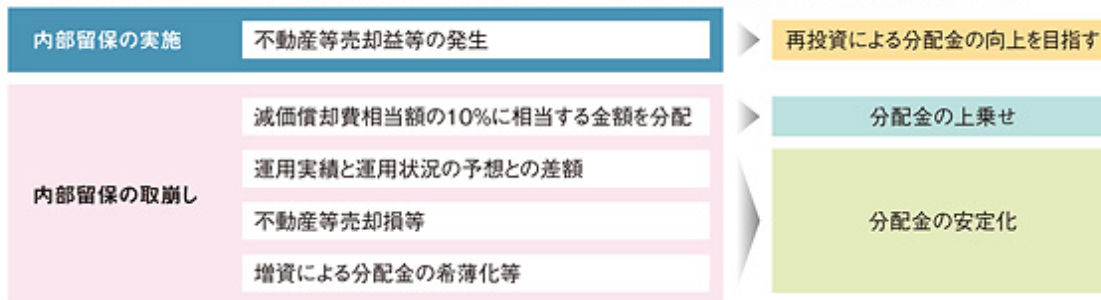 内部留保の実施
不動産等売却益等の発生
再投資による分配金の向上を目指す
内部留保の取崩し
減価償却費相当額の10%に相当する金額を分配
分配金の上乗せ
運用実績と運用状況の予想との差額
不動産等売却損等
増資による分配金の希薄化等
分配金の安定化